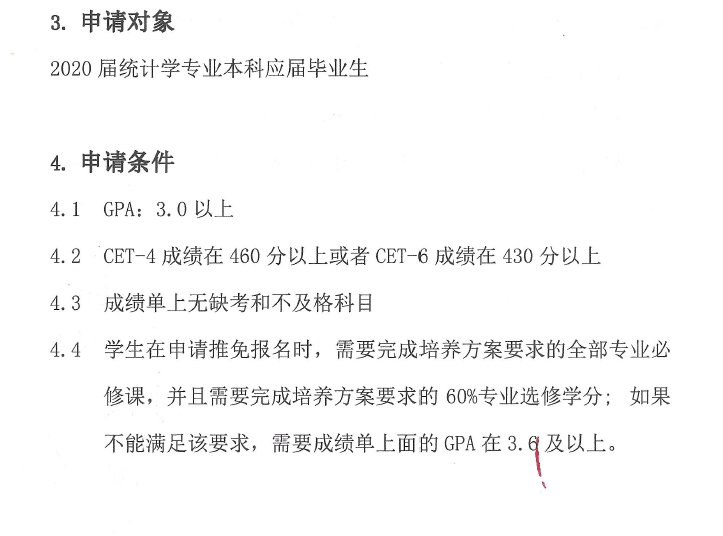 3. 申请对象
2020 届统计学专业本科应届毕业生
4. 申请条件
4.1 GPA：3.0 以上
4.2 CET-4 成绩在 460 分以上或者 CET-6 成绩在 430 分以上
4.3 成绩单上无缺考和不及格科目
4.4 学生在申请推免报名时，需要完成培养方案要求的全部专业必
修课，并且需要完成培养方案要求的 60%专业选修学分； 如果
不能满足该要求，需要成绩单上面的 GPA 在 3.6 及以上。